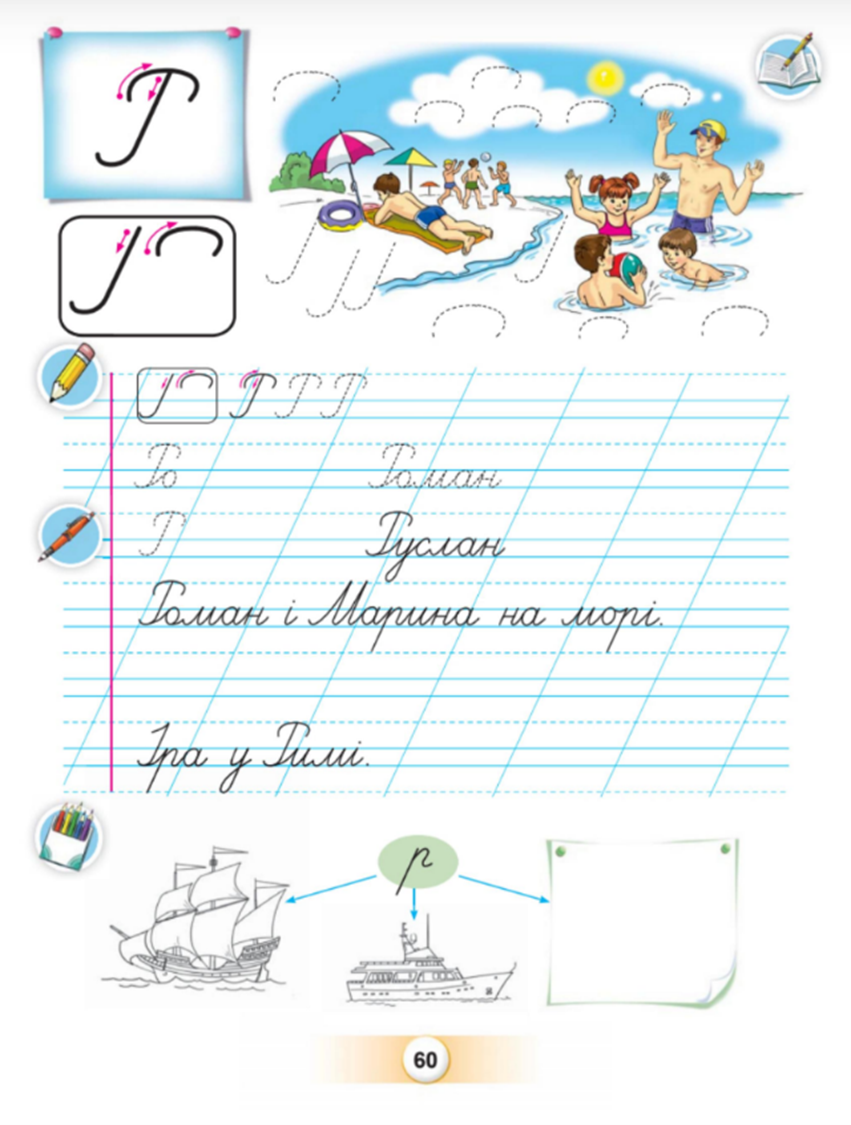 Р
Р Р Р
Ро Роман
Р Руслан
Роман і Марина на морі.
Іра у Римі.
р
60